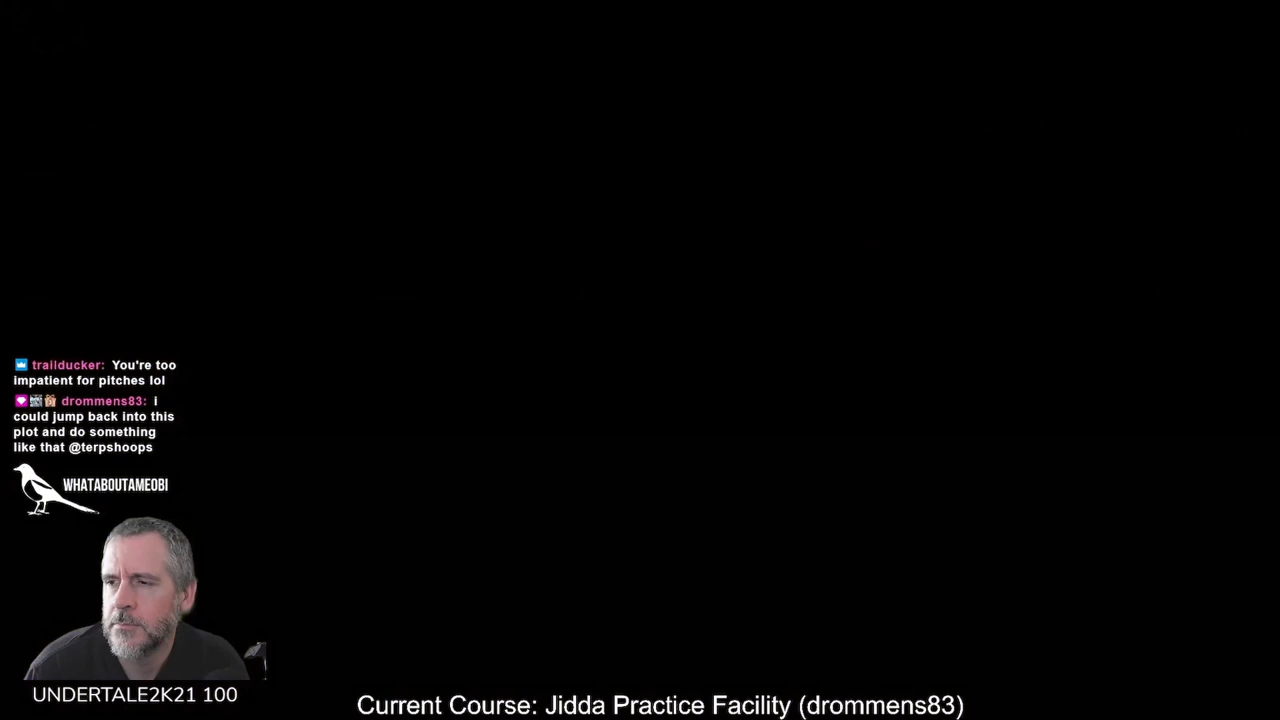 trailducker: You're too
impatient for pitches lol
drommens83: i
could jump back into this
plot and do something
like that @terpshoops
WHATABOUTAMEOBI
UNDERTALE2K21 100
Current Course: Jidda Practice Facility (drommens83)